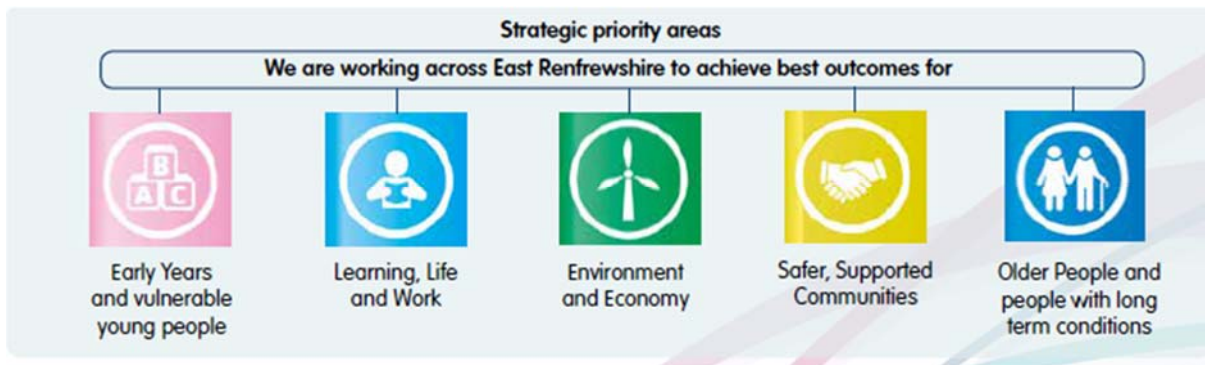 Strategic priority areas
We are working across East Renfrewshire to achieve best outcomes for
B
A C
Early Years
and vulnerable
young people
Learning, Life
and Work
Environment
and Economy
Safer, Supported
Communities
Older People and
people with long
term conditions